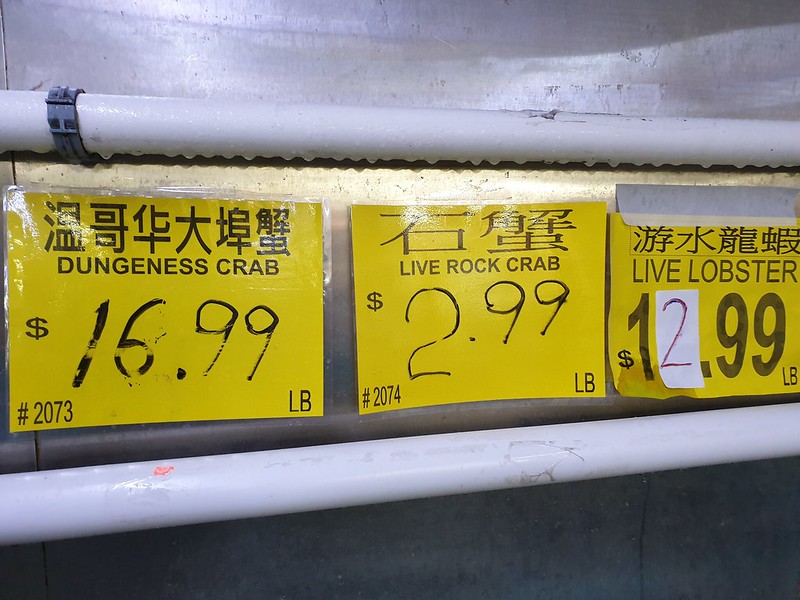 温哥华大埠蟹
DUNGENESS CRAB
$ 16.99
# 2073 LB
石蟹
LIVE ROCK CRAB
$ 2.99
# 2074 LB
游水龍蝦
LIVE LOBSTER
$ 12.99
LB